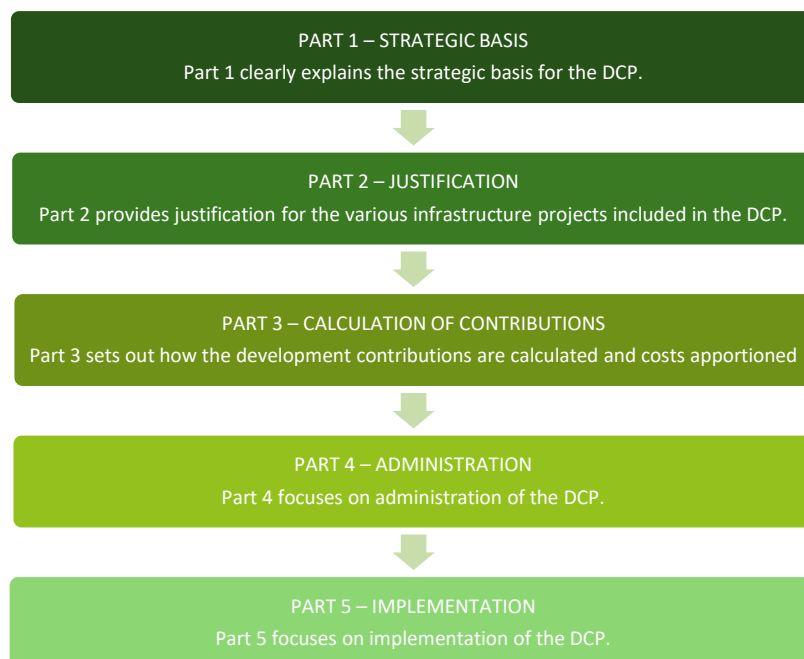 PART 1 – STRATEGIC BASIS
Part 1 clearly explains the strategic basis for the DCP.
PART 2 – JUSTIFICATION
Part 2 provides justification for the various infrastructure projects included in the DCP.
PART 3 – CALCULATION OF CONTRIBUTIONS
Part 3 sets out how the development contributions are calculated and costs apportioned
PART 4 – ADMINISTRATION
Part 4 focuses on administration of the DCP.
PART 5 – IMPLEMENTATION
Part 5 focuses on implementation of the DCP.